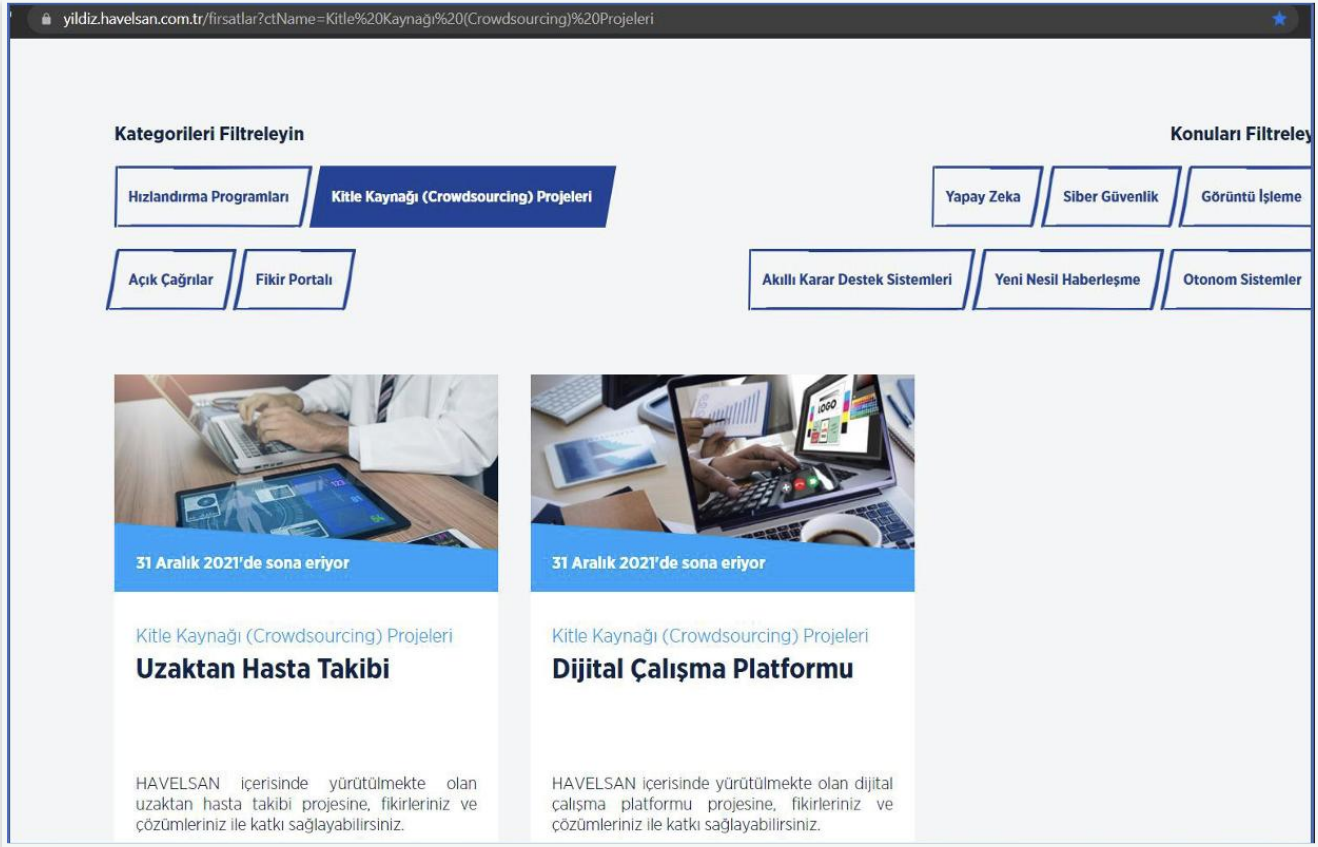 yildiz.havelsan.com.tr/firsatlar?ctName=Kitle%20Kaynağı%20(Crowdsourcing)%20Projeleri
Kategorileri Filtreleyin
Konuları Filtreley
Hızlandırma Programları
Kitle Kaynağı (Crowdsourcing) Projeleri
Yapay Zeka
Siber Güvenlik
Görüntü İşleme
Açık Çağrılar
Fikir Portalı
Akıllı Karar Destek Sistemleri
Yeni Nesil Haberleşme
Otonom Sistemler
123
81
64
LOGO
31 Aralık 2021'de sona eriyor
Kitle Kaynağı (Crowdsourcing) Projeleri
Uzaktan Hasta Takibi
HAVELSAN içerisinde yürütülmekte olan
uzaktan hasta takibi projesine, fikirleriniz ve
çözümleriniz ile katkı sağlayabilirsiniz.
31 Aralık 2021'de sona eriyor
Kitle Kaynağı (Crowdsourcing) Projeleri
Dijital Çalışma Platformu
HAVELSAN içerisinde yürütülmekte olan dijital
çalışma platformu projesine, fikirleriniz ve
çözümleriniz ile katkı sağlayabilirsiniz.